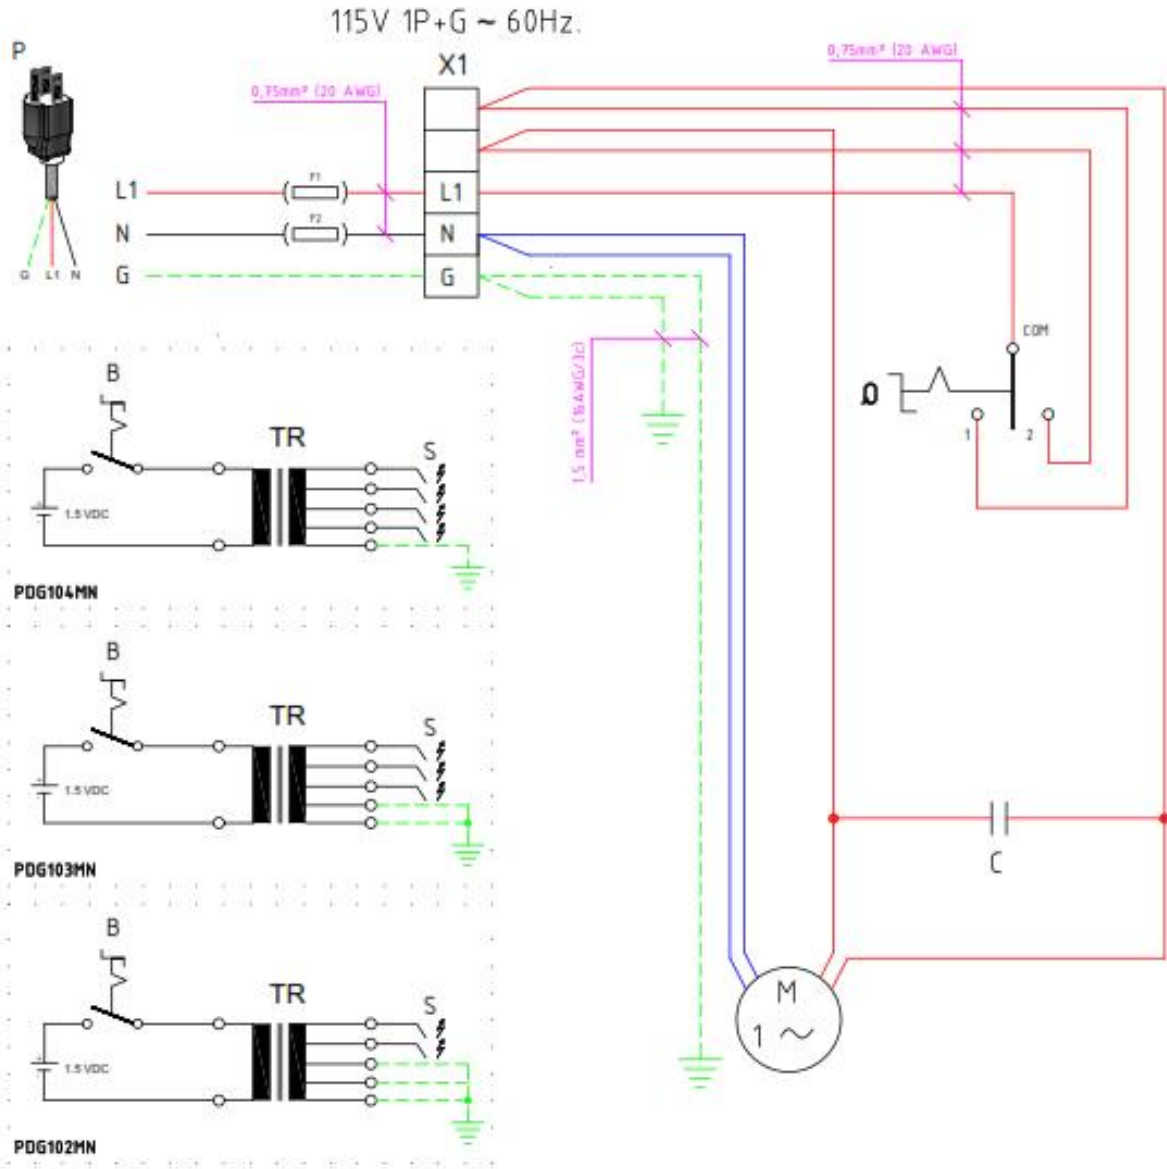 115V 1P+G ~ 60Hz.
P
X1
0,75mm² (20 AWG)
0,75mm² (20 AWG)
L1
F1
L1
N
F2
N
G
G
G L1 N
COM
1
2
1,5 mm² (16AWG/3c)
B
TR
S
1.5 VDC
PDG104MN
B
TR
S
1.5 VDC
PDG103MN
C
B
TR
S
1.5 VDC
PDG102MN
M
1 ~